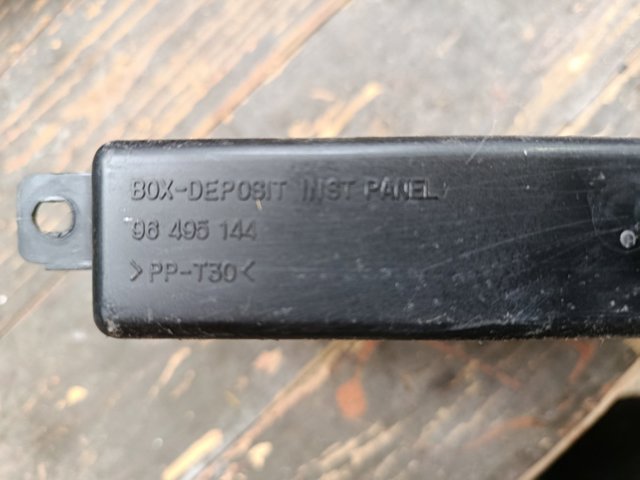 BOX-DEPOSIT INST PANEL
96 495 144
>PP-T30<